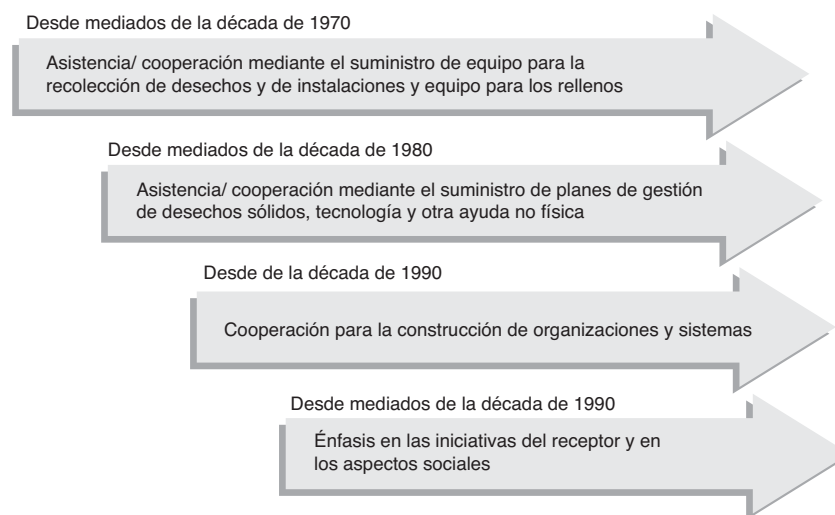 Desde mediados de la década de 1970
Asistencia/ cooperación mediante el suministro de equipo para la
recolección de desechos y de instalaciones y equipo para los rellenos
Desde mediados de la década de 1980
Asistencia/ cooperación mediante el suministro de planes de gestión
de desechos sólidos, tecnología y otra ayuda no física
Desde de la década de 1990
Cooperación para la construcción de organizaciones y sistemas
Desde mediados de la década de 1990
Énfasis en las iniciativas del receptor y en
los aspectos sociales